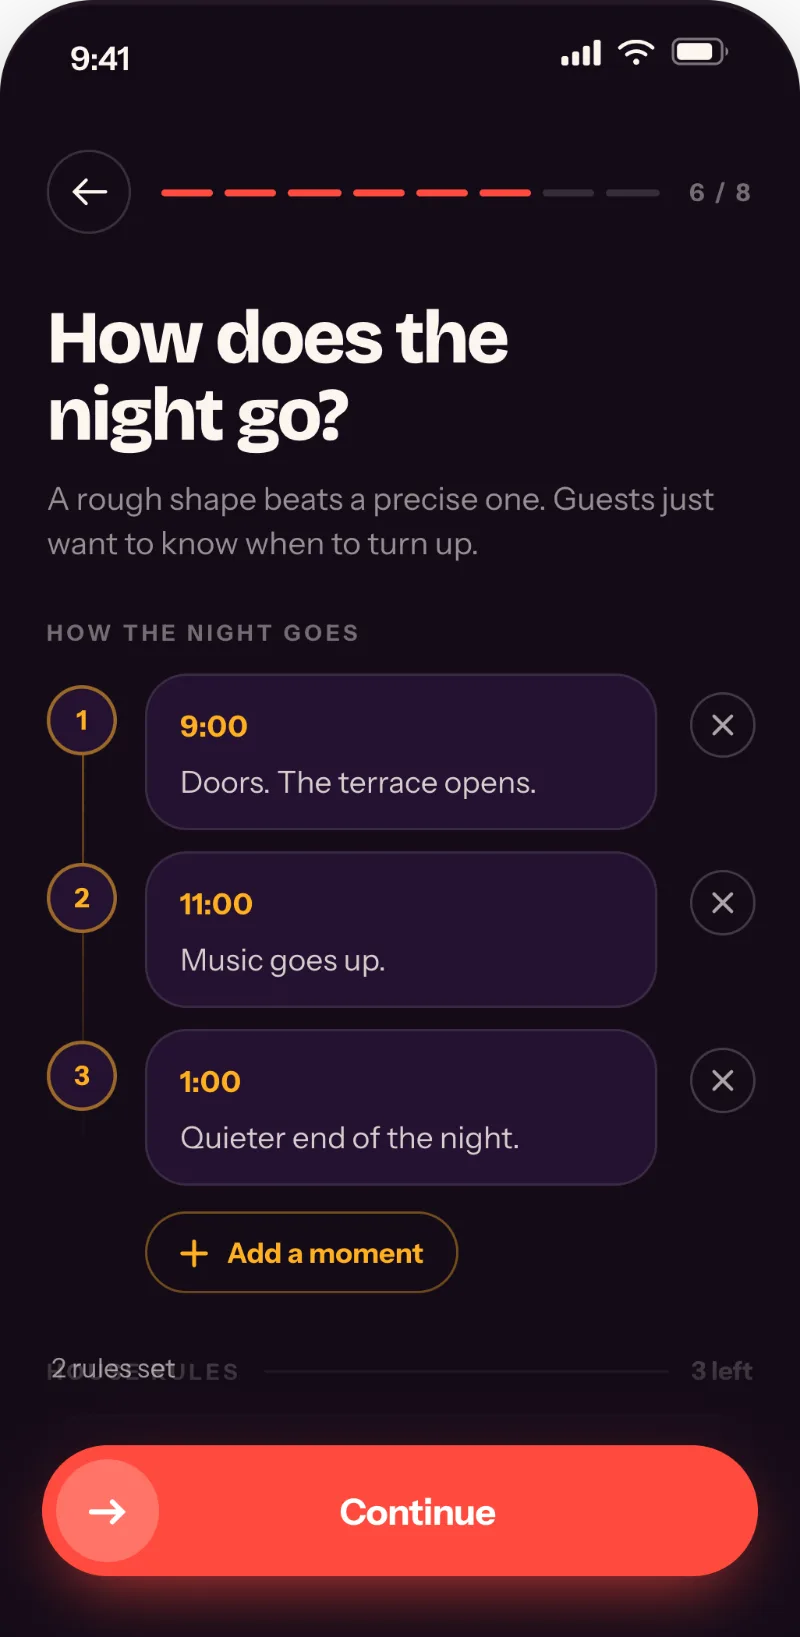 9:41
6 / 8
How does the
night go?
A rough shape beats a precise one. Guests just
want to know when to turn up.
HOW THE NIGHT GOES
1
9:00
Doors. The terrace opens.
2
11:00
Music goes up.
3
1:00
Quieter end of the night.
Add a moment
2 rules set
HOUSE RULES
3 left
Continue